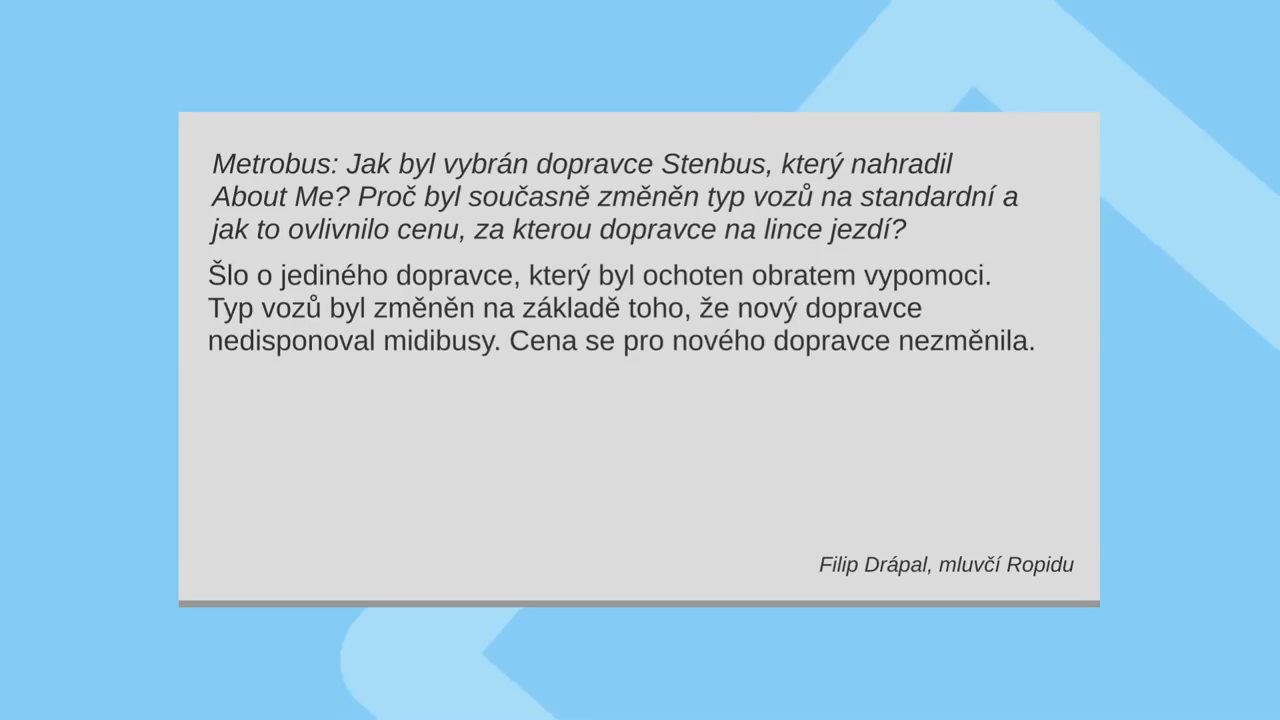 Metrobus: Jak byl vybrán dopravce Stenbus, který nahradil
About Me? Proč byl současně změněn typ vozů na standardní a
jak to ovlivnilo cenu, za kterou dopravce na lince jezdí?
Šlo o jediného dopravce, který byl ochoten obratem vypomoci.
Typ vozů byl změněn na základě toho, že nový dopravce
nedisponoval midibusy. Cena se pro nového dopravce nezměnila.
Filip Drápal, mluvčí Ropidu